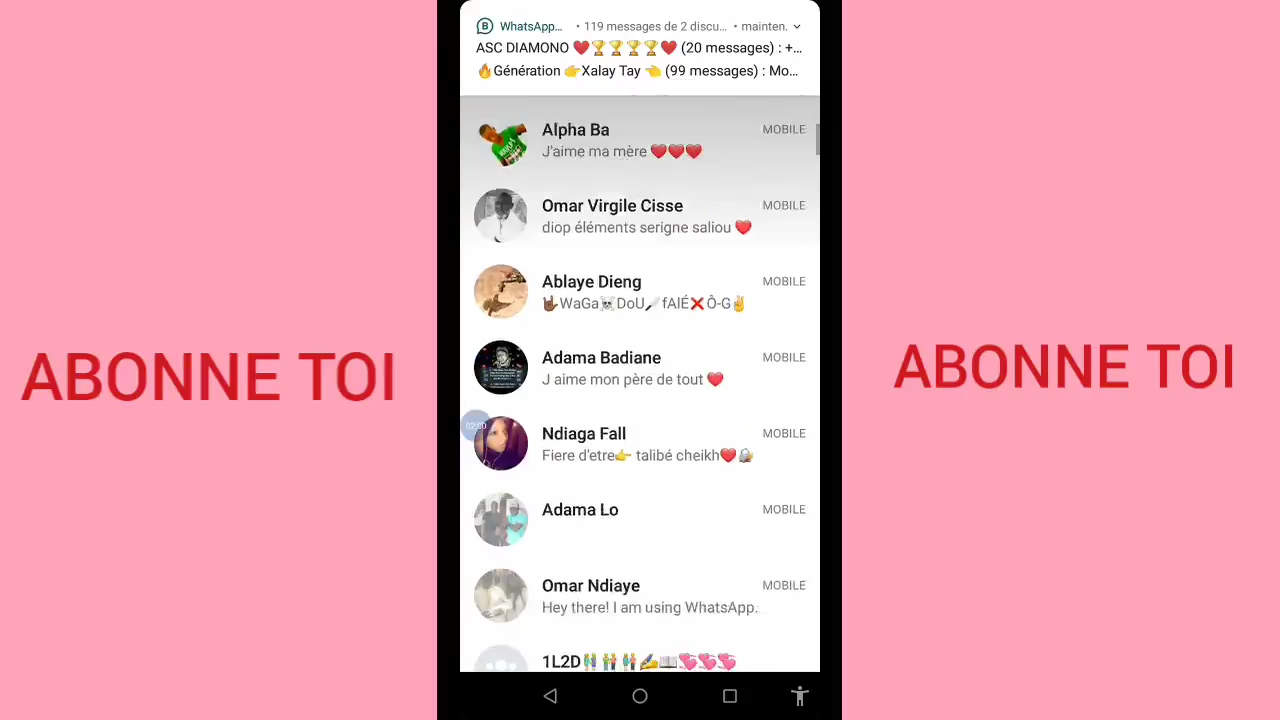 WhatsApp... • 119 messages de 2 discu... • mainten.
ASC DIAMONO ❤️🏆🏆🏆🏆❤️ (20 messages) : +...
🔥Génération 👉Xalay Tay 👈 (99 messages) : Mo...
Alpha Ba MOBILE
J'aime ma mère ❤️❤️❤️
Omar Virgile Cisse MOBILE
diop éléments serigne saliou ❤️
Ablaye Dieng MOBILE
🤟🏾WaGa☠️DoU🔪fAlÉ❌Ô-G✌️
Adama Badiane MOBILE
J aime mon père de tout ❤️
02:00
Ndiaga Fall MOBILE
Fiere d'etre👉 talibé cheikh❤️
Adama Lo MOBILE
Omar Ndiaye MOBILE
Hey there! I am using WhatsApp.
1L2D👬👬👬✍️📖💞💞💞
ABONNE TOI
ABONNE TOI